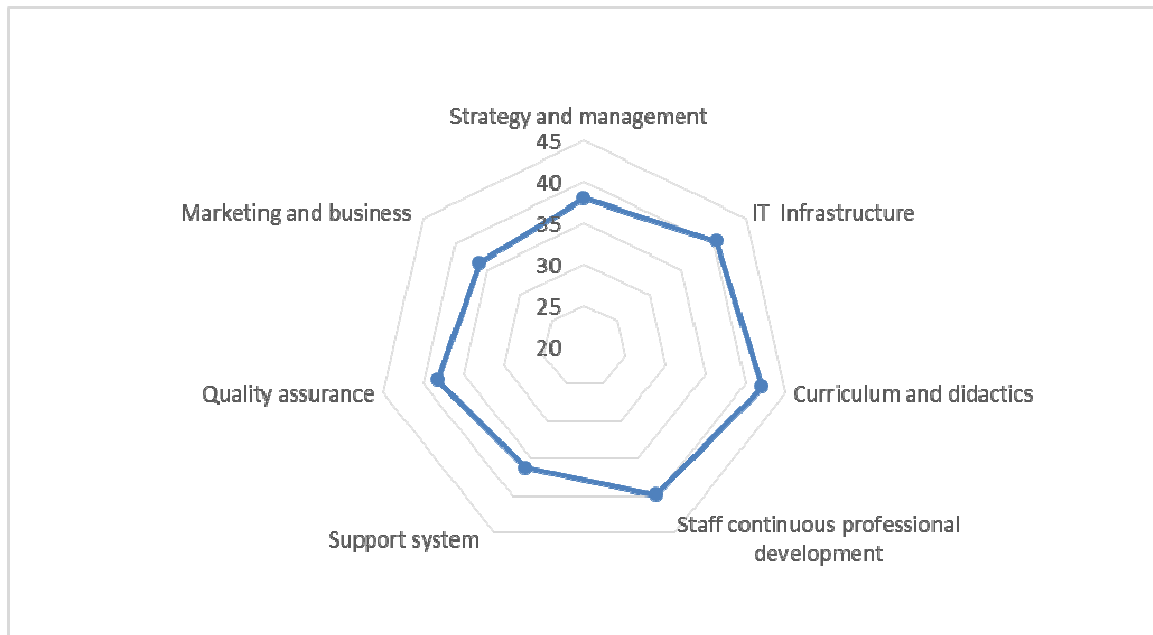 Strategy and management
45
40
35
30
25
20
Marketing and business
IT  Infrastructure
Quality assurance
Curriculum and didactics
Support system
Staff continuous professional
development